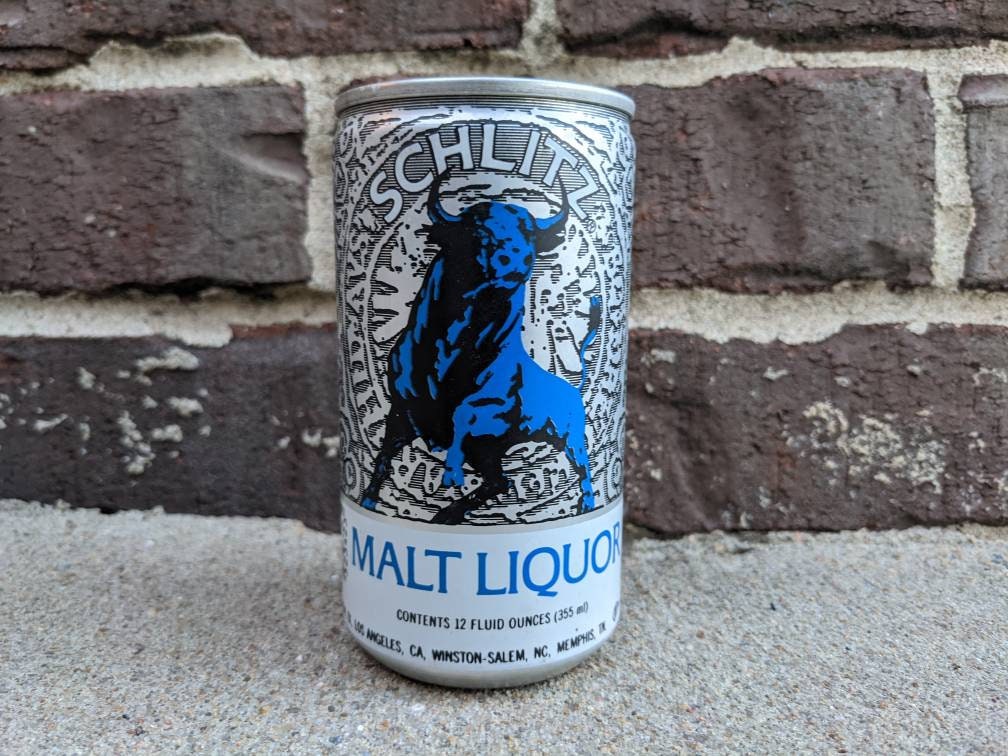 SCHLITZ®
MALT LIQUOR
CONTENTS 12 FLUID OUNCES (355 ml)
LOS ANGELES, CA, WINSTON-SALEM, NC, MEMPHIS, TN